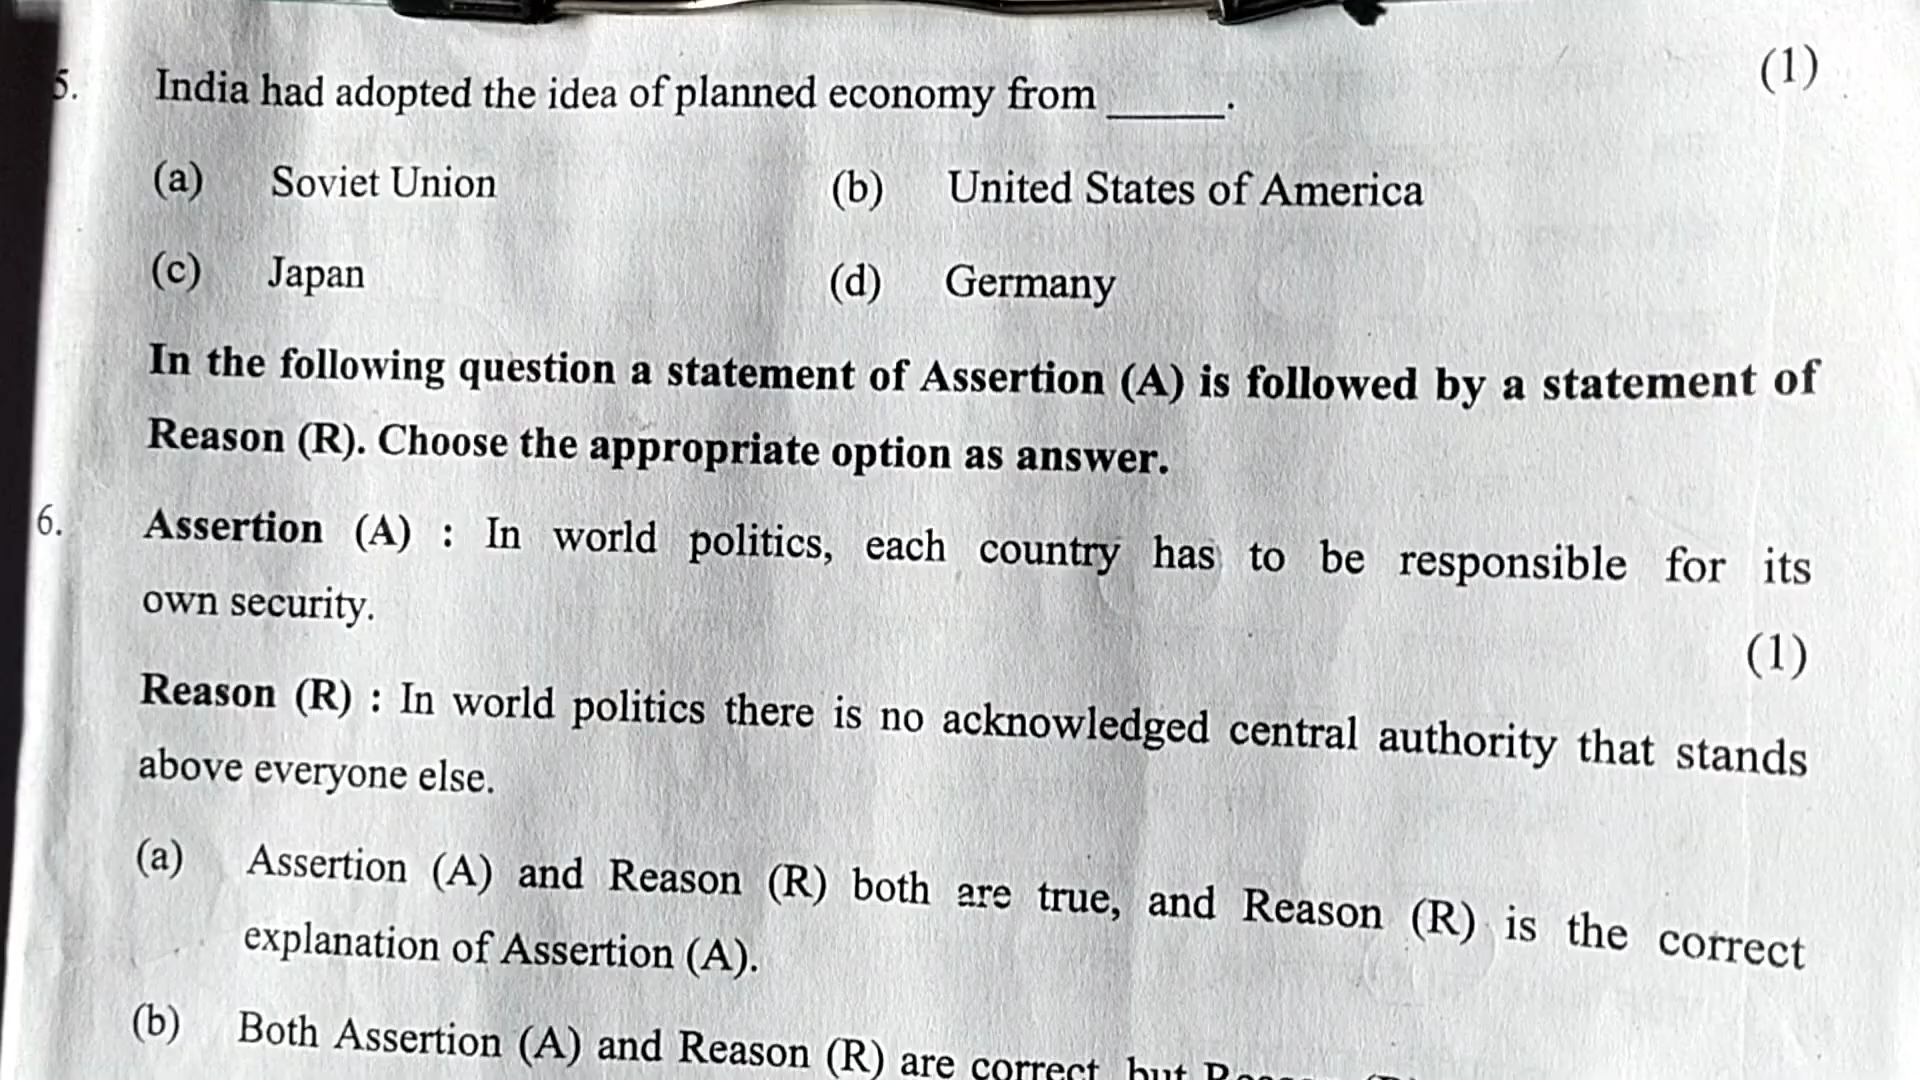 5. India had adopted the idea of planned economy from ______. (1)
(a) Soviet Union (b) United States of America
(c) Japan (d) Germany
In the following question a statement of Assertion (A) is followed by a statement of
Reason (R). Choose the appropriate option as answer.
6. Assertion (A) : In world politics, each country has to be responsible for its
own security. (1)
Reason (R) : In world politics there is no acknowledged central authority that stands
above everyone else.
(a) Assertion (A) and Reason (R) both are true, and Reason (R) is the correct
explanation of Assertion (A).
(b) Both Assertion (A) and Reason (R) are correct, but